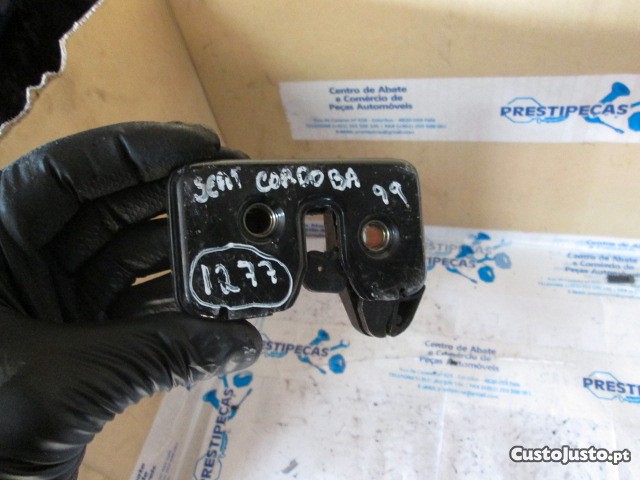 Centro de Abate
e Comércio de
Peças Automóveis
PRESTIPEÇAS
SEAT CORDOBA 99
1277
PRESTIPEÇAS
Centro de Abate
e Comércio de
Peças Automóveis
PRESTIPEÇAS
PRESTIPEÇAS
CustoJusto.pt